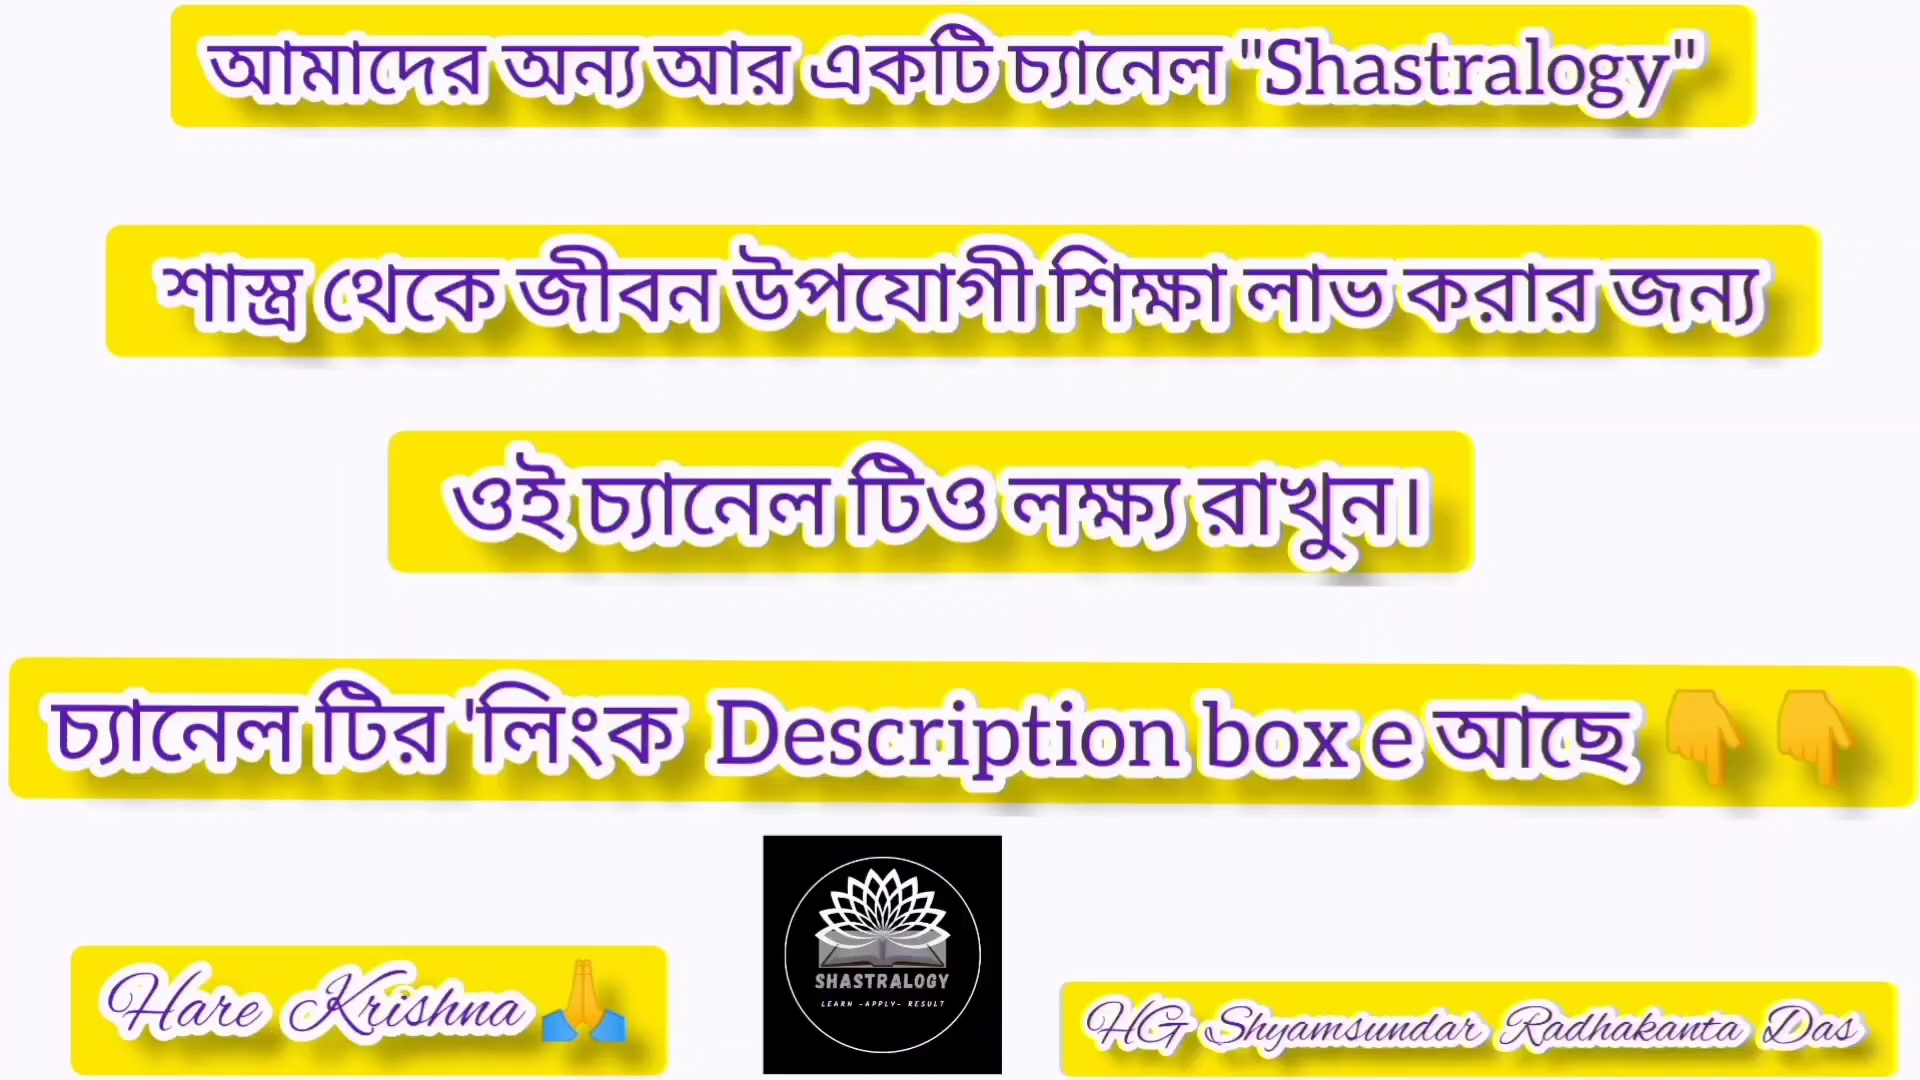 আমাদের অন্য আর একটি চ্যানেল "Shastralogy"
শাস্ত্র থেকে জীবন উপযোগী শিক্ষা লাভ করার জন্য
ওই চ্যানেল টিও লক্ষ্য রাখুন।
চ্যানেল টির 'লিংক Description box e আছে 👇👇
SHASTRALOGY
LEARN -APPLY- RESULT
Hare Krishna 🙏
HG Shyamsundar Radhakanta Das